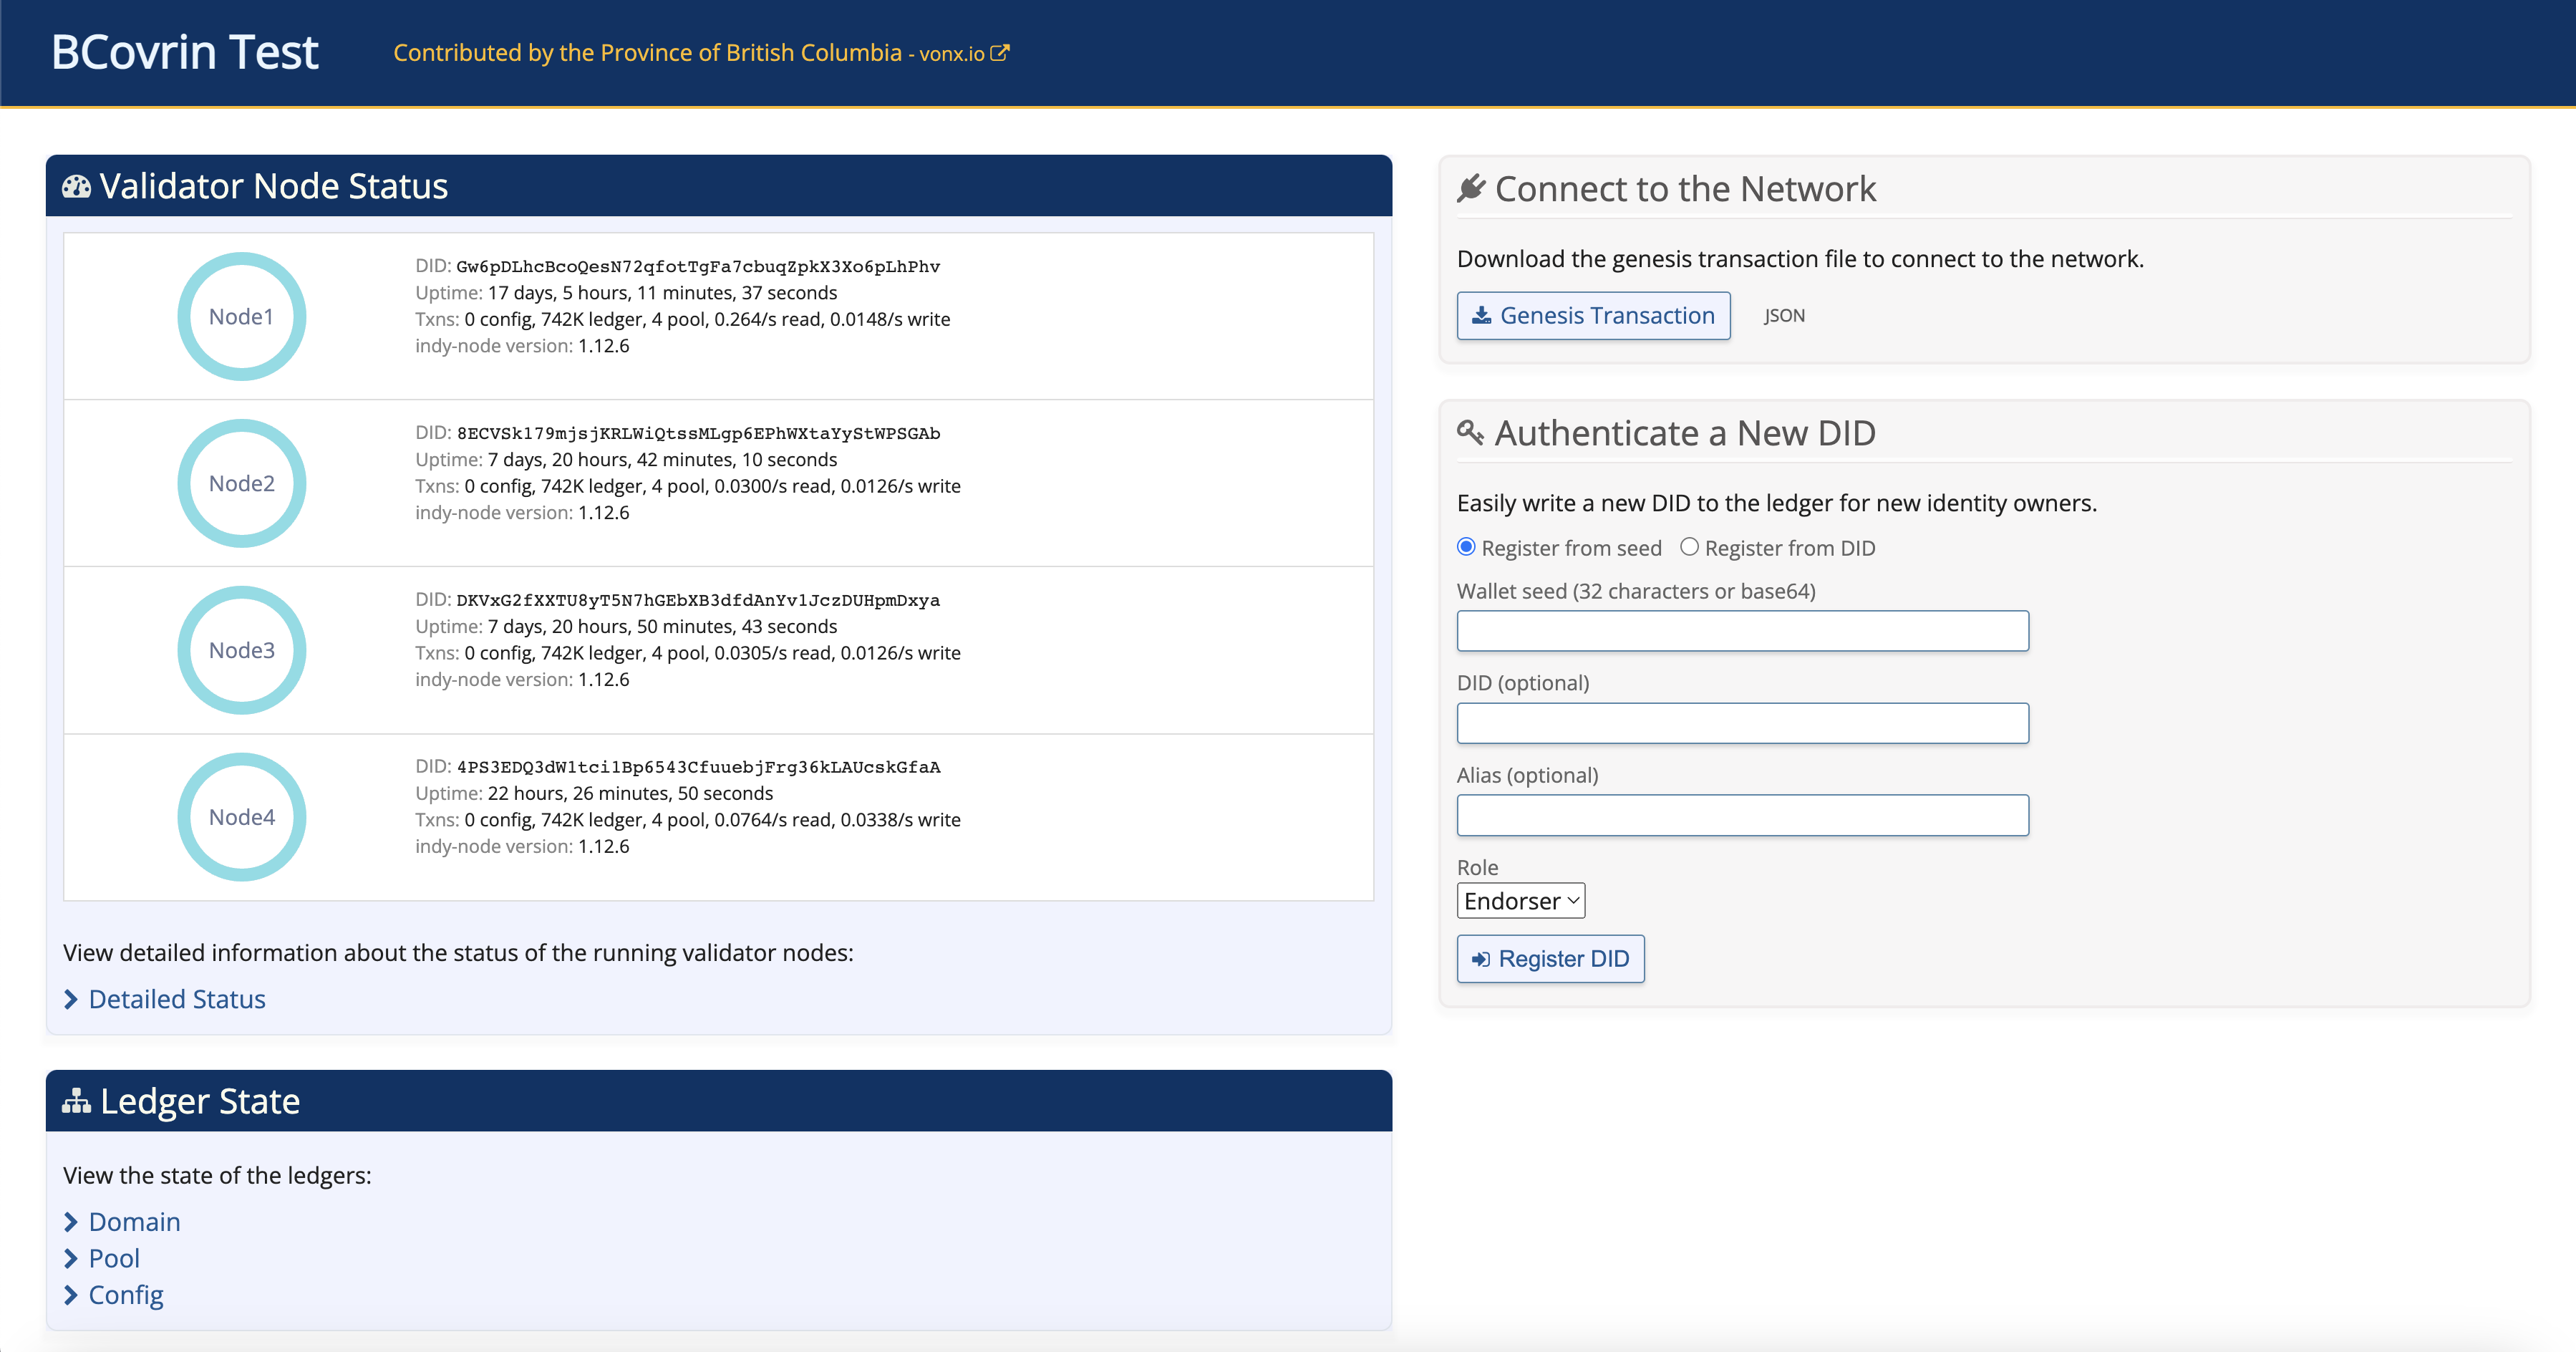 BCovrin Test
Contributed by the Province of British Columbia - vonx.io
Validator Node Status
Node1
DID: Gw6pDLhcBcoQesN72qfotTgFa7cbuqZpkX3Xo6pLhPhv
Uptime: 17 days, 5 hours, 11 minutes, 37 seconds
Txns: 0 config, 742K ledger, 4 pool, 0.264/s read, 0.0148/s write
indy-node version: 1.12.6
Node2
DID: 8ECVSk179mjsjKRLWiQtssMLgp6EPhWXtaYyStWPSGAb
Uptime: 7 days, 20 hours, 42 minutes, 10 seconds
Txns: 0 config, 742K ledger, 4 pool, 0.0300/s read, 0.0126/s write
indy-node version: 1.12.6
Node3
DID: DKVxG2fXXTU8yT5N7hGEbXB3dfdAnYv1JczDUHpmDxya
Uptime: 7 days, 20 hours, 50 minutes, 43 seconds
Txns: 0 config, 742K ledger, 4 pool, 0.0305/s read, 0.0126/s write
indy-node version: 1.12.6
Node4
DID: 4PS3EDQ3dW1tci1Bp6543CfuuebjFrg36kLAUcskGfaA
Uptime: 22 hours, 26 minutes, 50 seconds
Txns: 0 config, 742K ledger, 4 pool, 0.0764/s read, 0.0338/s write
indy-node version: 1.12.6
View detailed information about the status of the running validator nodes:
Detailed Status
Ledger State
View the state of the ledgers:
Domain
Pool
Config
Connect to the Network
Download the genesis transaction file to connect to the network.
Genesis Transaction JSON
Authenticate a New DID
Easily write a new DID to the ledger for new identity owners.
Register from seed Register from DID
Wallet seed (32 characters or base64)
DID (optional)
Alias (optional)
Role
Endorser
Register DID